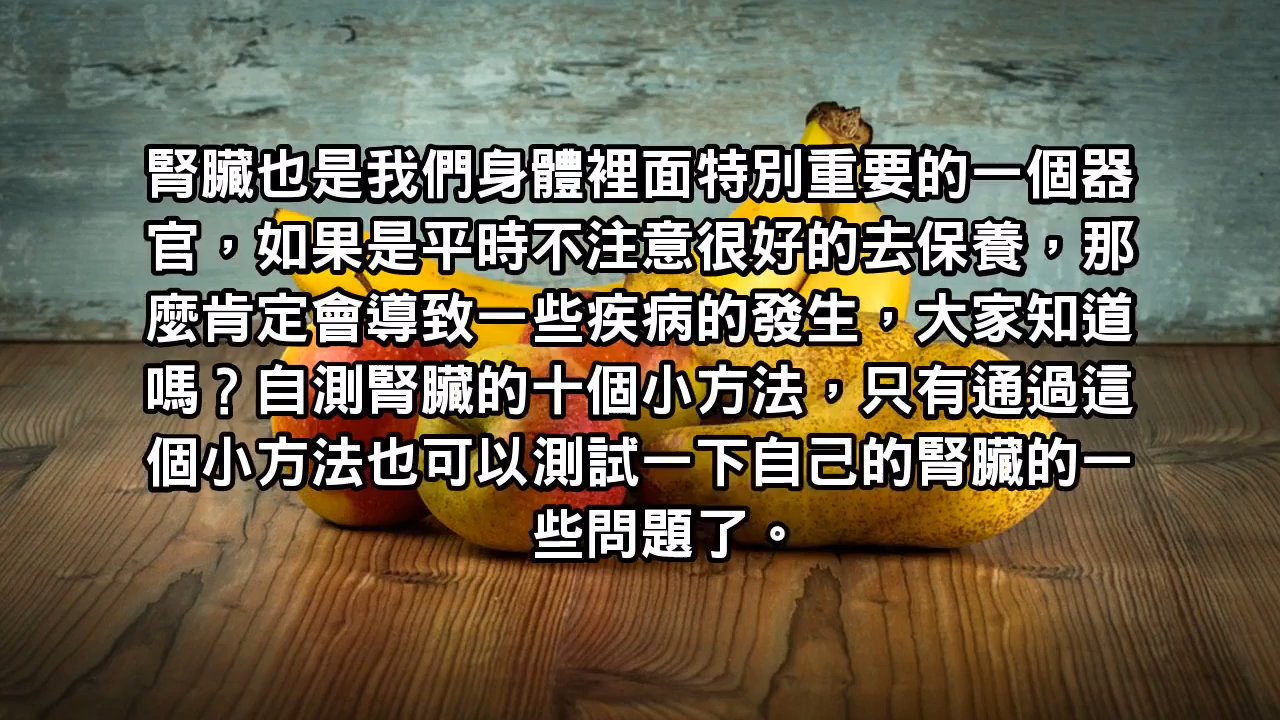 腎臟也是我們身體裡面特別重要的一個器
官，如果是平時不注意很好的去保養，那
麼肯定會導致一些疾病的發生，大家知道
嗎？自測腎臟的十個小方法，只有通過這
個小方法也可以測試一下自己的腎臟的一
些問題了。